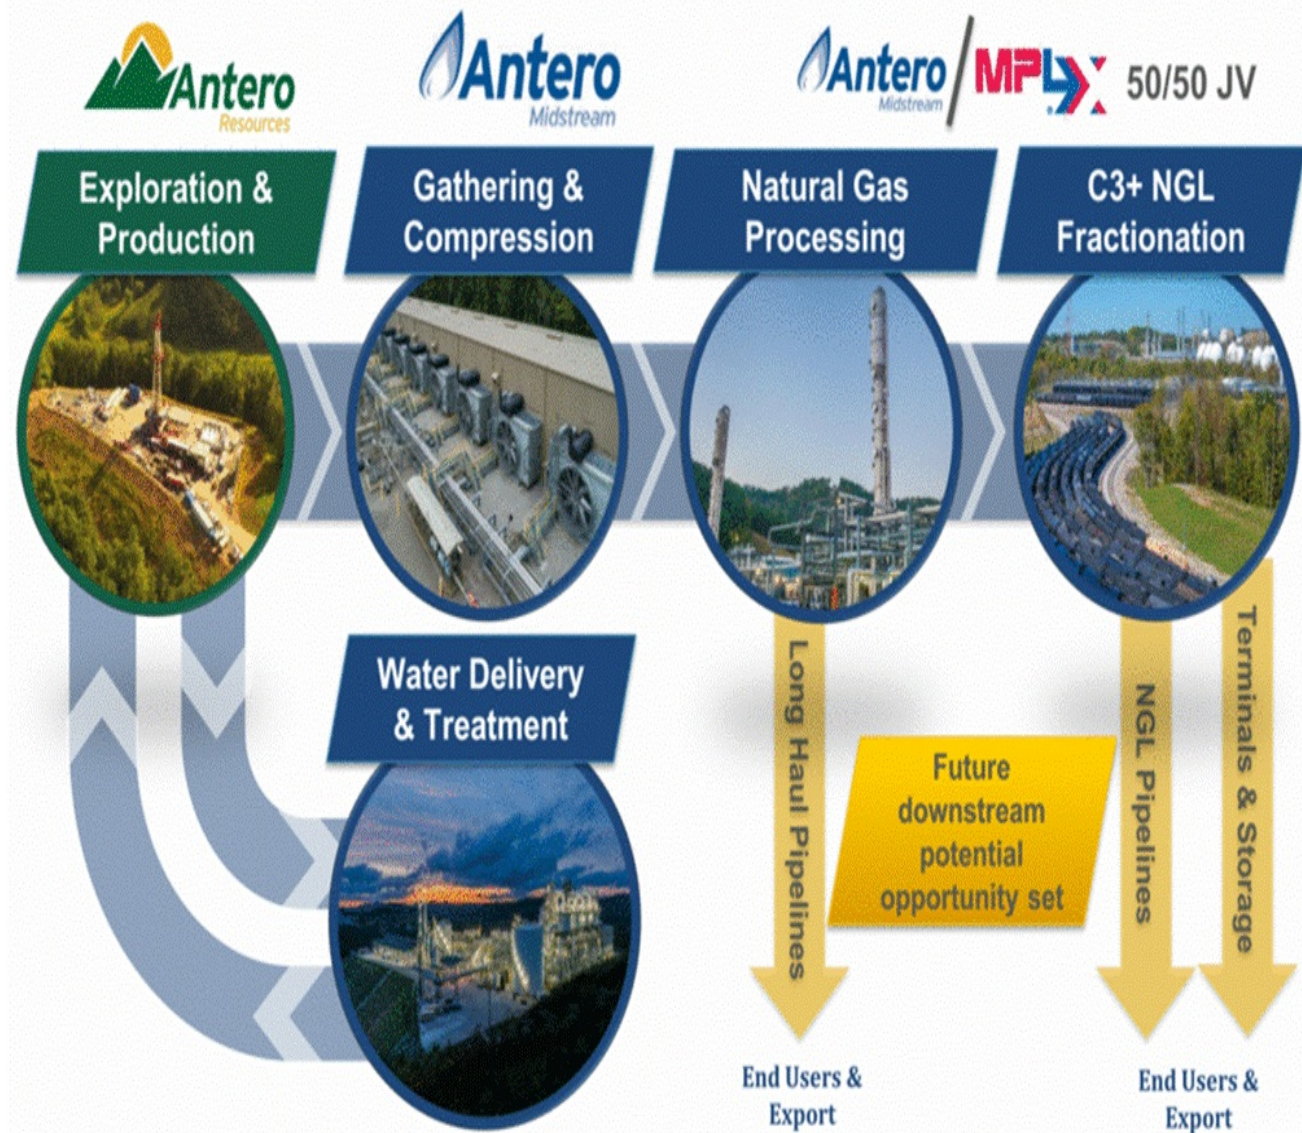 Antero
Resources
Antero
Midstream
Antero
Midstream
MPLX 50/50 JV
Exploration &
Production
Gathering &
Compression
Natural Gas
Processing
C3+ NGL
Fractionation
Water Delivery
& Treatment
Long Haul Pipelines
Future
downstream
potential
opportunity set
NGL Pipelines
Terminals & Storage
End Users &
Export
End Users &
Export